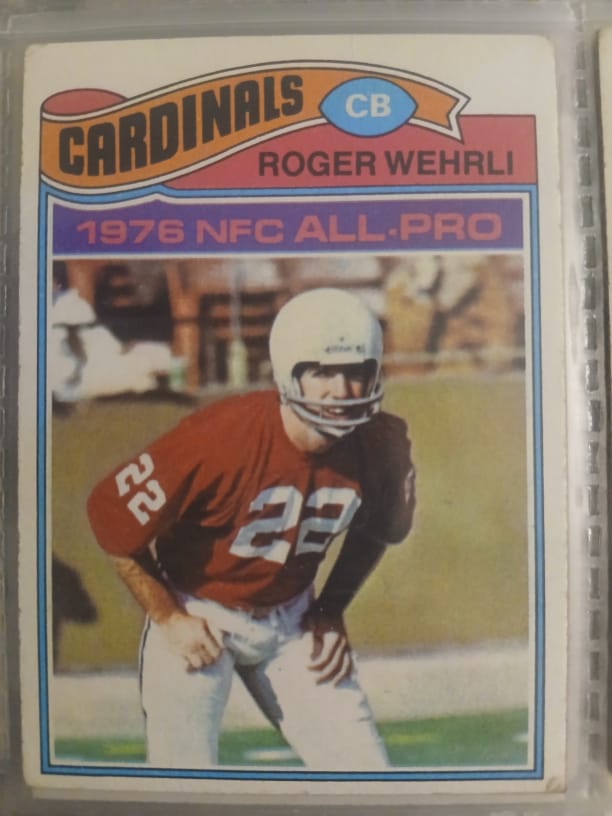 CARDINALS
CB
ROGER WEHRLI
1976 NFC ALL-PRO
22
22